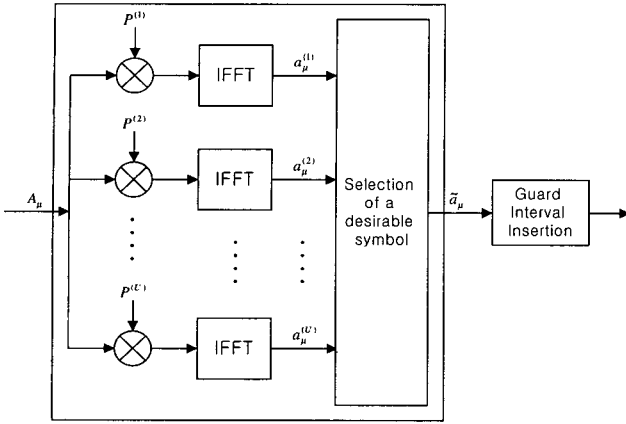 P^(1)
IFFT
a_μ^(1)
P^(2)
IFFT
a_μ^(2)
A_μ
Selection
of a
desirable
symbol
ã_μ
Guard
Interval
Insertion
P^(U)
IFFT
a_μ^(U)